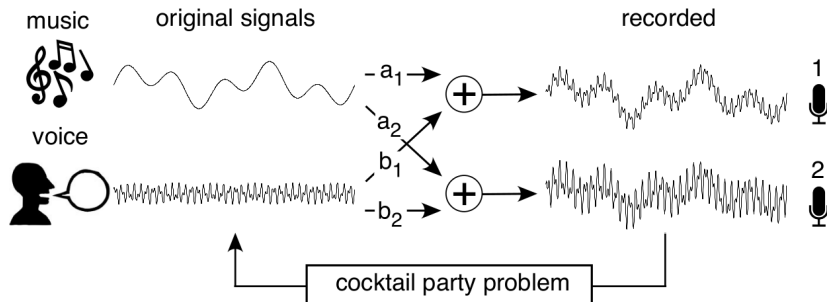 music
original signals
recorded
a1
1
a2
voice
b1
2
b2
cocktail party problem